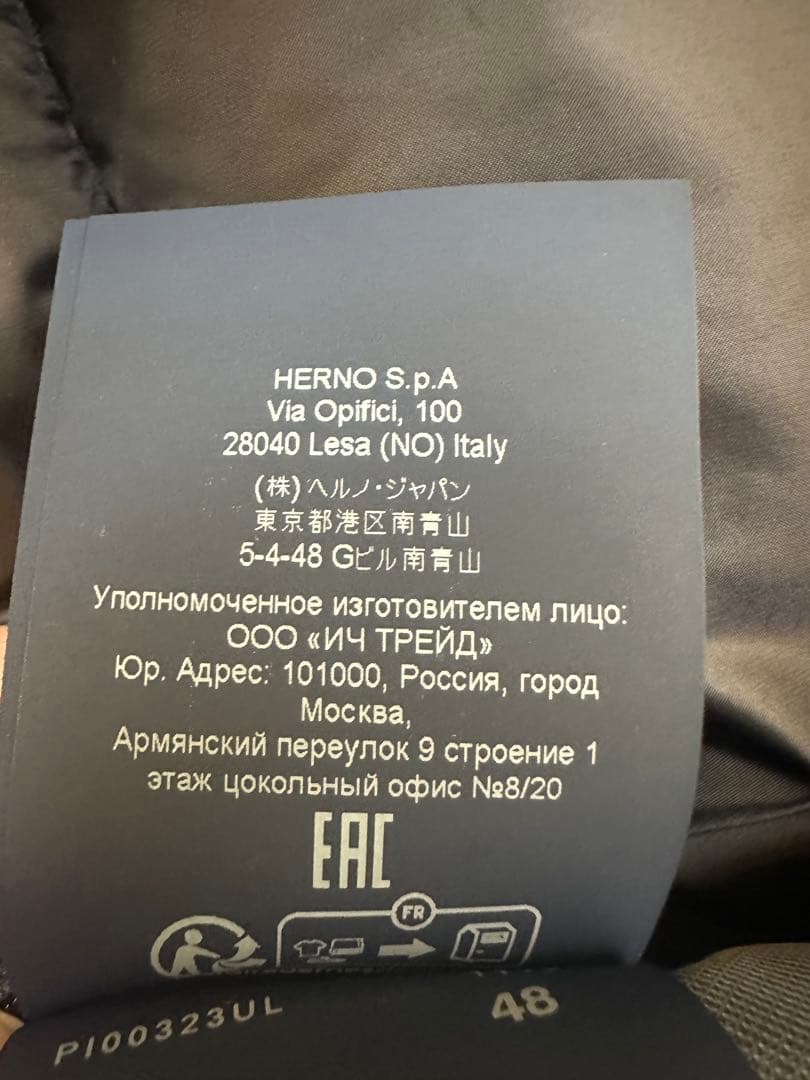 HERNO S.p.A
Via Opifici, 100
28040 Lesa (NO) Italy
(株)ヘルノ・ジャパン
東京都港区南青山
5-4-48 Gビル南青山
Уполномоченное изготовителем лицо:
ООО «ИЧ ТРЕЙД»
Юр. Адрес: 101000, Россия, город
Москва,
Армянский переулок 9 строение 1
этаж цокольный офис №8/20
EAC
FR
PI00323UL
48